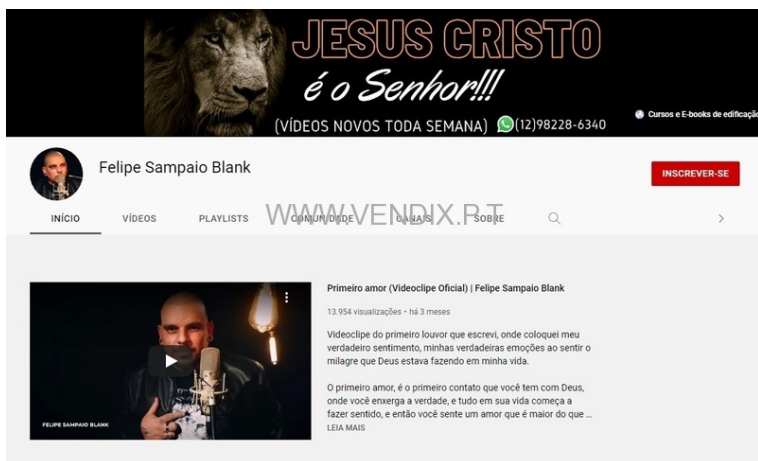 JESUS CRISTO
é o Senhor!!!
(VÍDEOS NOVOS TODA SEMANA) (12)98228-6340
Cursos e E-books de edificação
Felipe Sampaio Blank
INSCREVER-SE
INÍCIO VÍDEOS PLAYLISTS COMUNIDADE CANAIS SOBRE
WWW.VENDIX.PT
Primeiro amor (Videoclipe Oficial) | Felipe Sampaio Blank
13.954 visualizações • há 3 meses
Videoclipe do primeiro louvor que escrevi, onde coloquei meu
verdadeiro sentimento, minhas verdadeiras emoções ao sentir o
milagre que Deus estava fazendo em minha vida.
O primeiro amor, é o primeiro contato que você tem com Deus,
onde você enxerga a verdade, e tudo em sua vida começa a
fazer sentido, e então você sente um amor que é maior do que ...
LEIA MAIS
FELIPE SAMPAIO BLANK